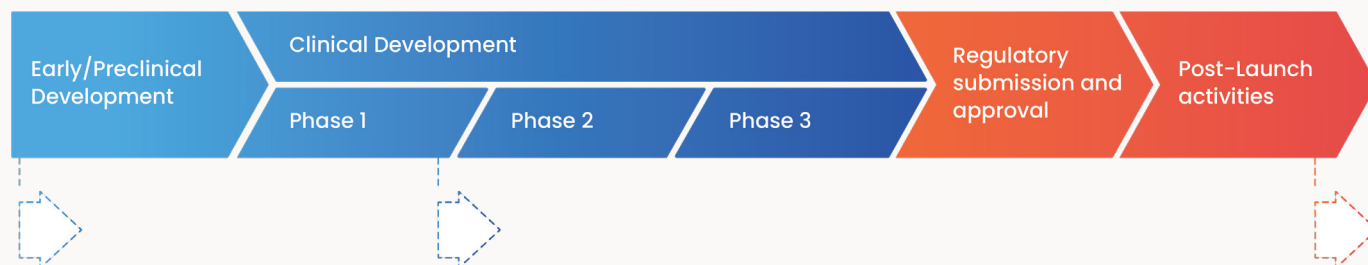 Early/Preclinical
Development
Clinical Development
Phase 1
Phase 2
Phase 3
Regulatory
submission and
approval
Post-Launch
activities